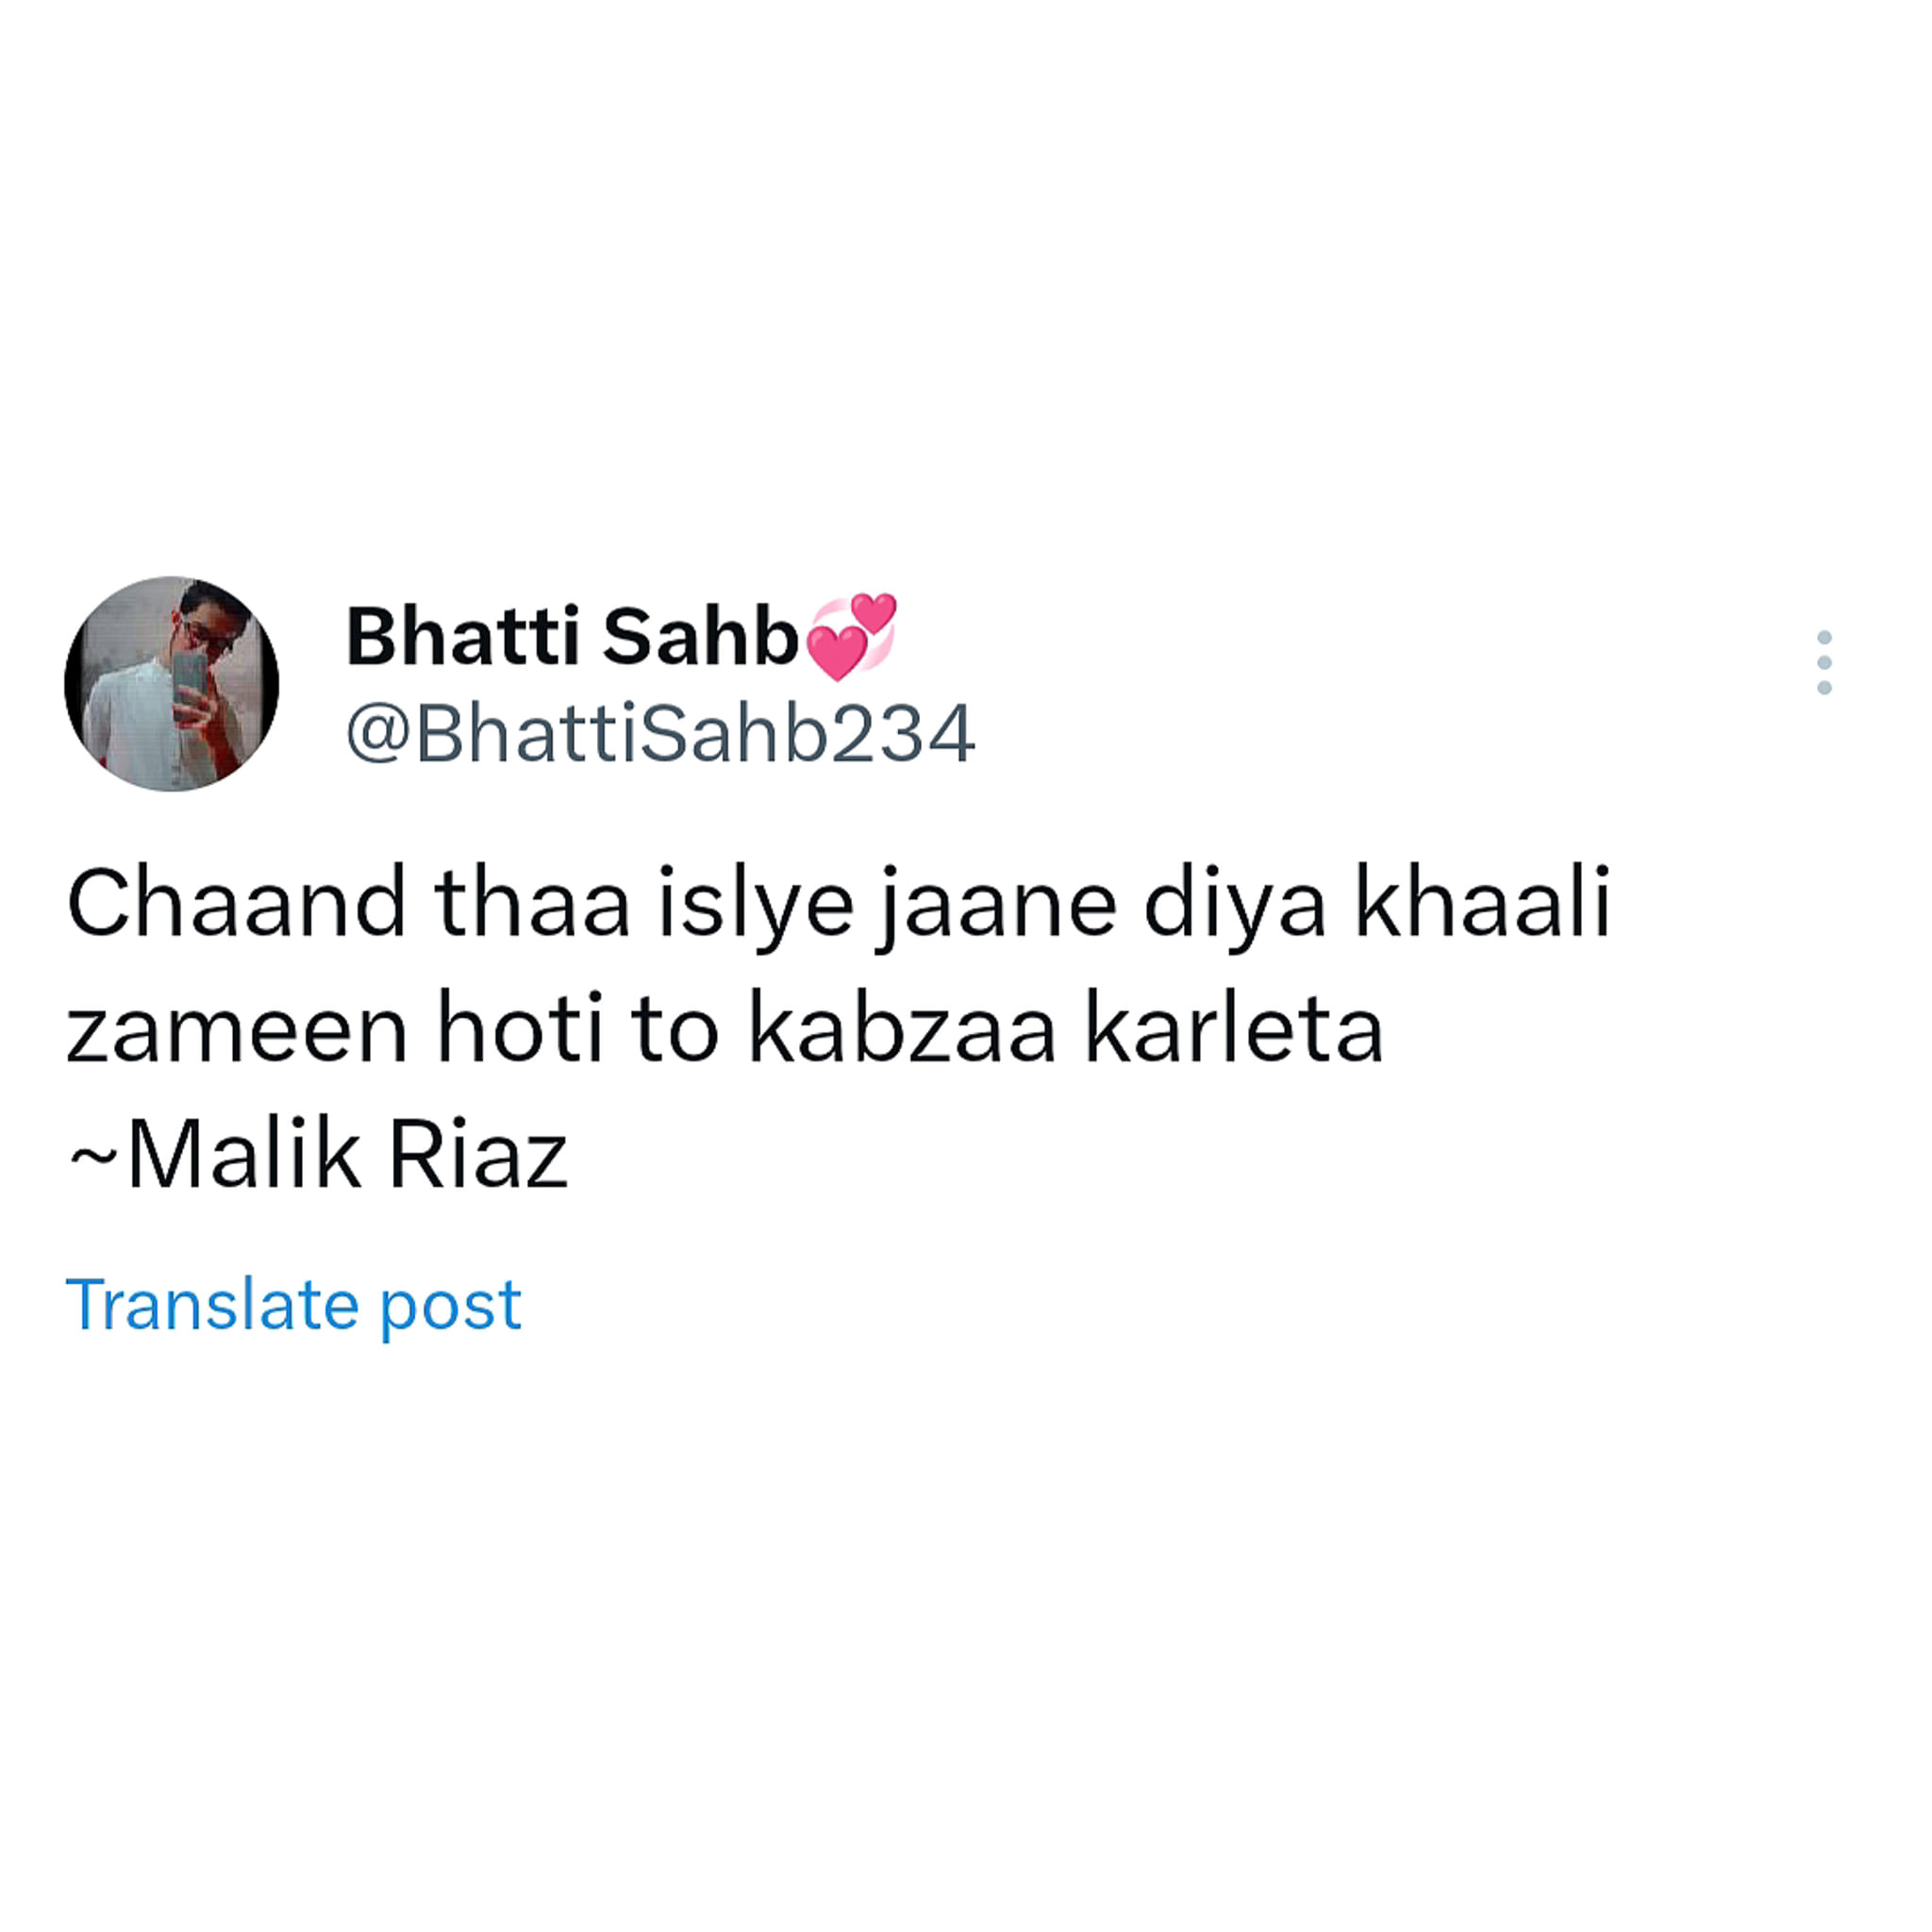 Bhatti Sahb💞
@BhattiSahb234
Chaand thaa islye jaane diya khaali
zameen hoti to kabzaa karleta
~Malik Riaz
Translate post